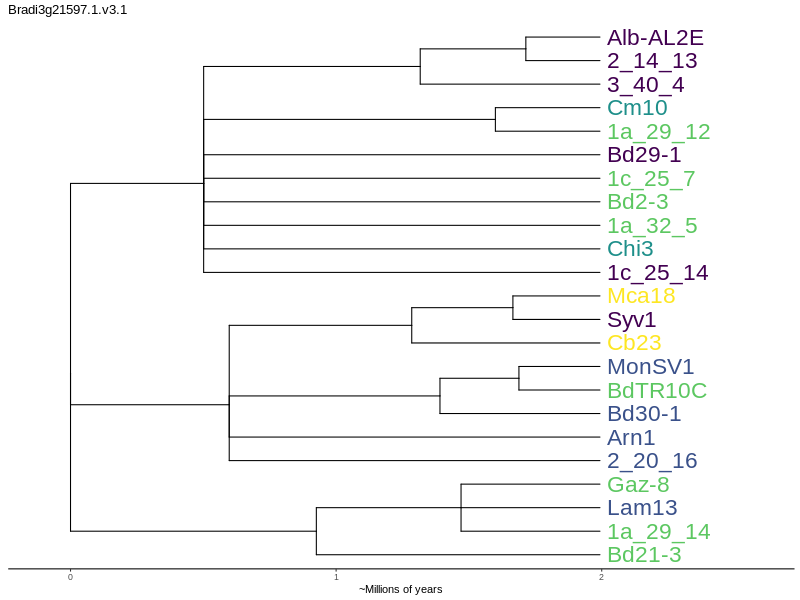 Bradi3g21597.1.v3.1
Alb-AL2E
2_14_13
3_40_4
Cm10
1a_29_12
Bd29-1
1c_25_7
Bd2-3
1a_32_5
Chi3
1c_25_14
Mca18
Syv1
Cb23
MonSV1
BdTR10C
Bd30-1
Arn1
2_20_16
Gaz-8
Lam13
1a_29_14
Bd21-3
0 1 2
~Millions of years